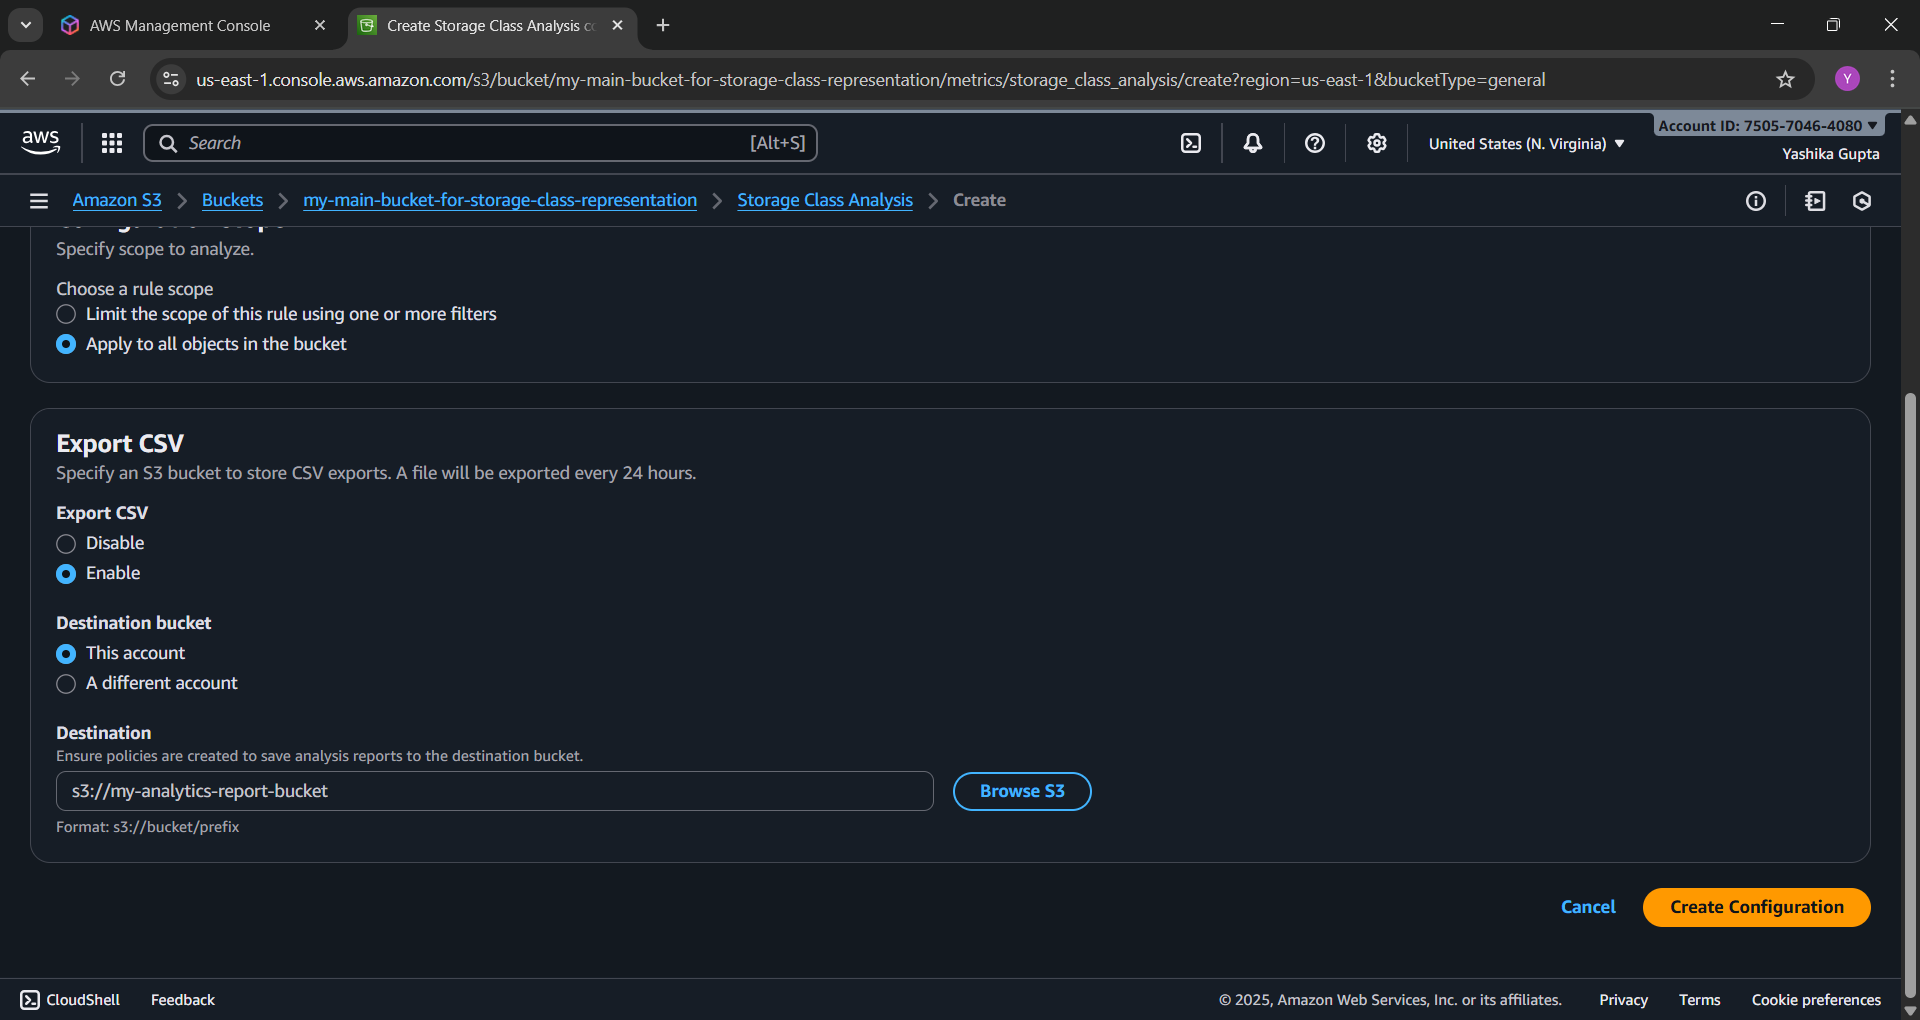 AWS Management Console
Create Storage Class Analysis co
us-east-1.console.aws.amazon.com/s3/bucket/my-main-bucket-for-storage-class-representation/metrics/storage_class_analysis/create?region=us-east-1&bucketType=general
Y
aws
Search
[Alt+S]
United States (N. Virginia)
Account ID: 7505-7046-4080
Yashika Gupta
Amazon S3
Buckets
my-main-bucket-for-storage-class-representation
Storage Class Analysis
Create
Specify scope to analyze.
Choose a rule scope
Limit the scope of this rule using one or more filters
Apply to all objects in the bucket
Export CSV
Specify an S3 bucket to store CSV exports. A file will be exported every 24 hours.
Export CSV
Disable
Enable
Destination bucket
This account
A different account
Destination
Ensure policies are created to save analysis reports to the destination bucket.
s3://my-analytics-report-bucket
Browse S3
Format: s3://bucket/prefix
Cancel
Create Configuration
CloudShell
Feedback
© 2025, Amazon Web Services, Inc. or its affiliates.
Privacy
Terms
Cookie preferences